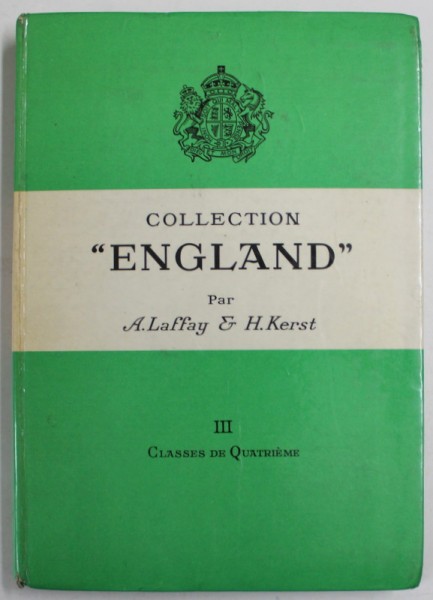 COLLECTION
“ENGLAND”
Par
A. Laffay & H. Kerst
III
CLASSES DE QUATRIÈME